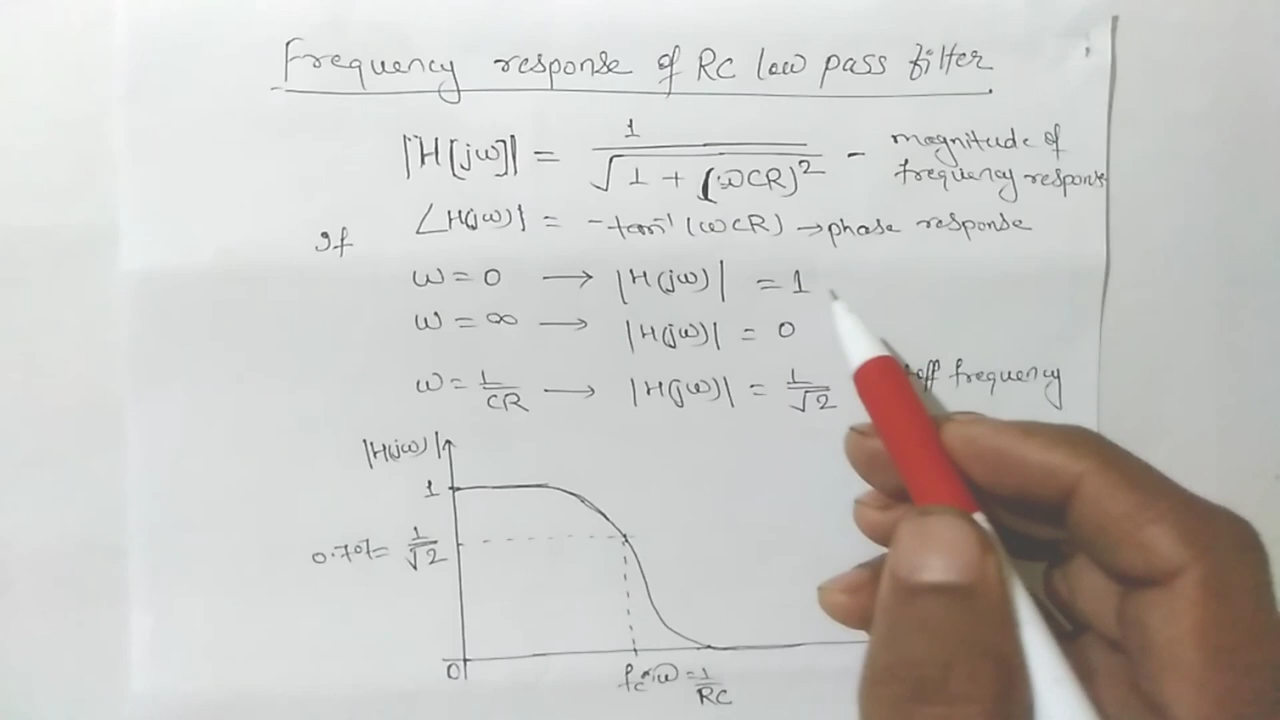 Frequency response of RC low pass filter
|H[jω]| = 1 / √(1 + (ωCR)²) - magnitude of frequency response
∠H(jω)| = -tan⁻¹(ωCR) → phase response
If
ω = 0 → |H(jω)| = 1
ω = ∞ → |H(jω)| = 0
ω = 1/CR → |H(jω)| = 1/√2 off frequency
|H(jω)|
1
0.707 = 1/√2
0
fc ω = 1/RC